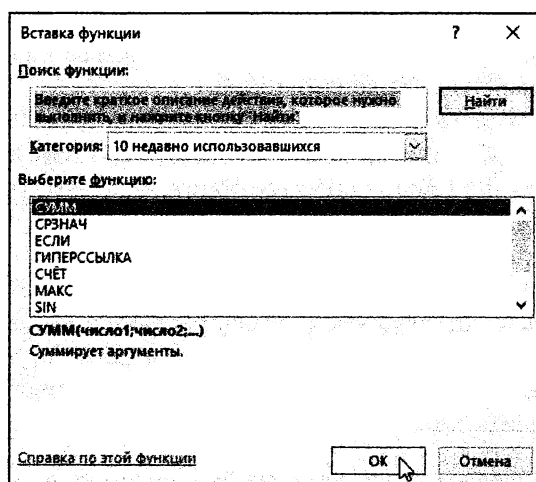 Вставка функции ? ×
Поиск функции:
Введите краткое описание действия, которое нужно
выполнить, и нажмите кнопку "Найти"
Найти
Категория: 10 недавно использовавшихся
Выберите функцию:
СУММ
СРЗНАЧ
ЕСЛИ
ГИПЕРССЫЛКА
СЧЁТ
МАКС
SIN
СУММ(число1;число2;...)
Суммирует аргументы.
Справка по этой функции
ОК
Отмена